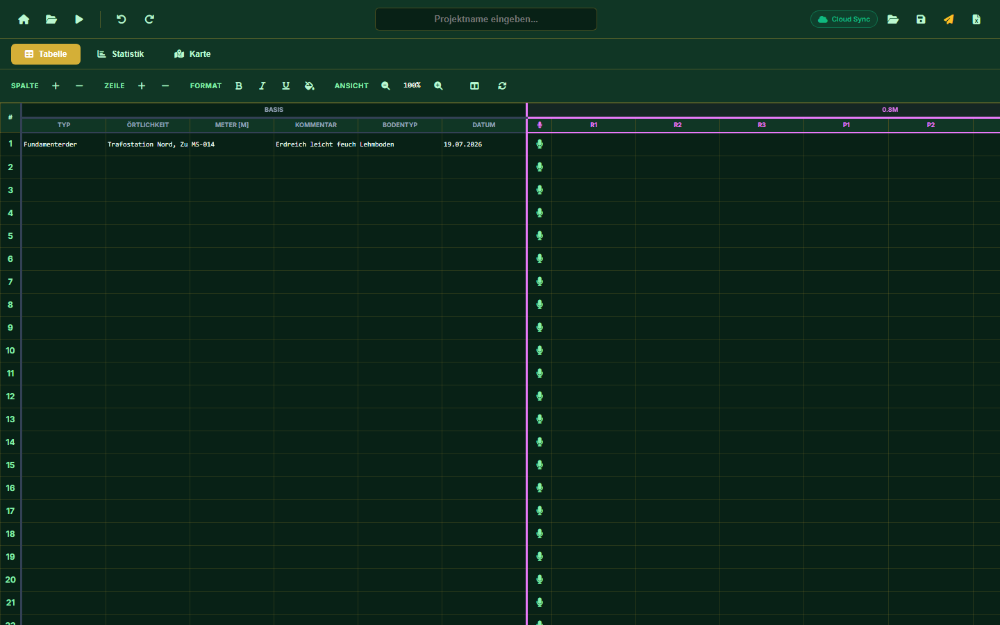 Projektname eingeben...
Cloud Sync
Tabelle
Statistik
Karte
SPALTE
ZEILE
FORMAT
B I U
ANSICHT
100%
#
BASIS
0.8M
TYP
ÖRTLICHKEIT
METER [M]
KOMMENTAR
BODENTYP
DATUM
R1
R2
R3
P1
P2
1
Fundamenterder
Trafostation Nord, Zu
MS-014
Erdreich leicht feuch
Lehmboden
19.07.2026
2
3
4
5
6
7
8
9
10
11
12
13
14
15
16
17
18
19
20
21